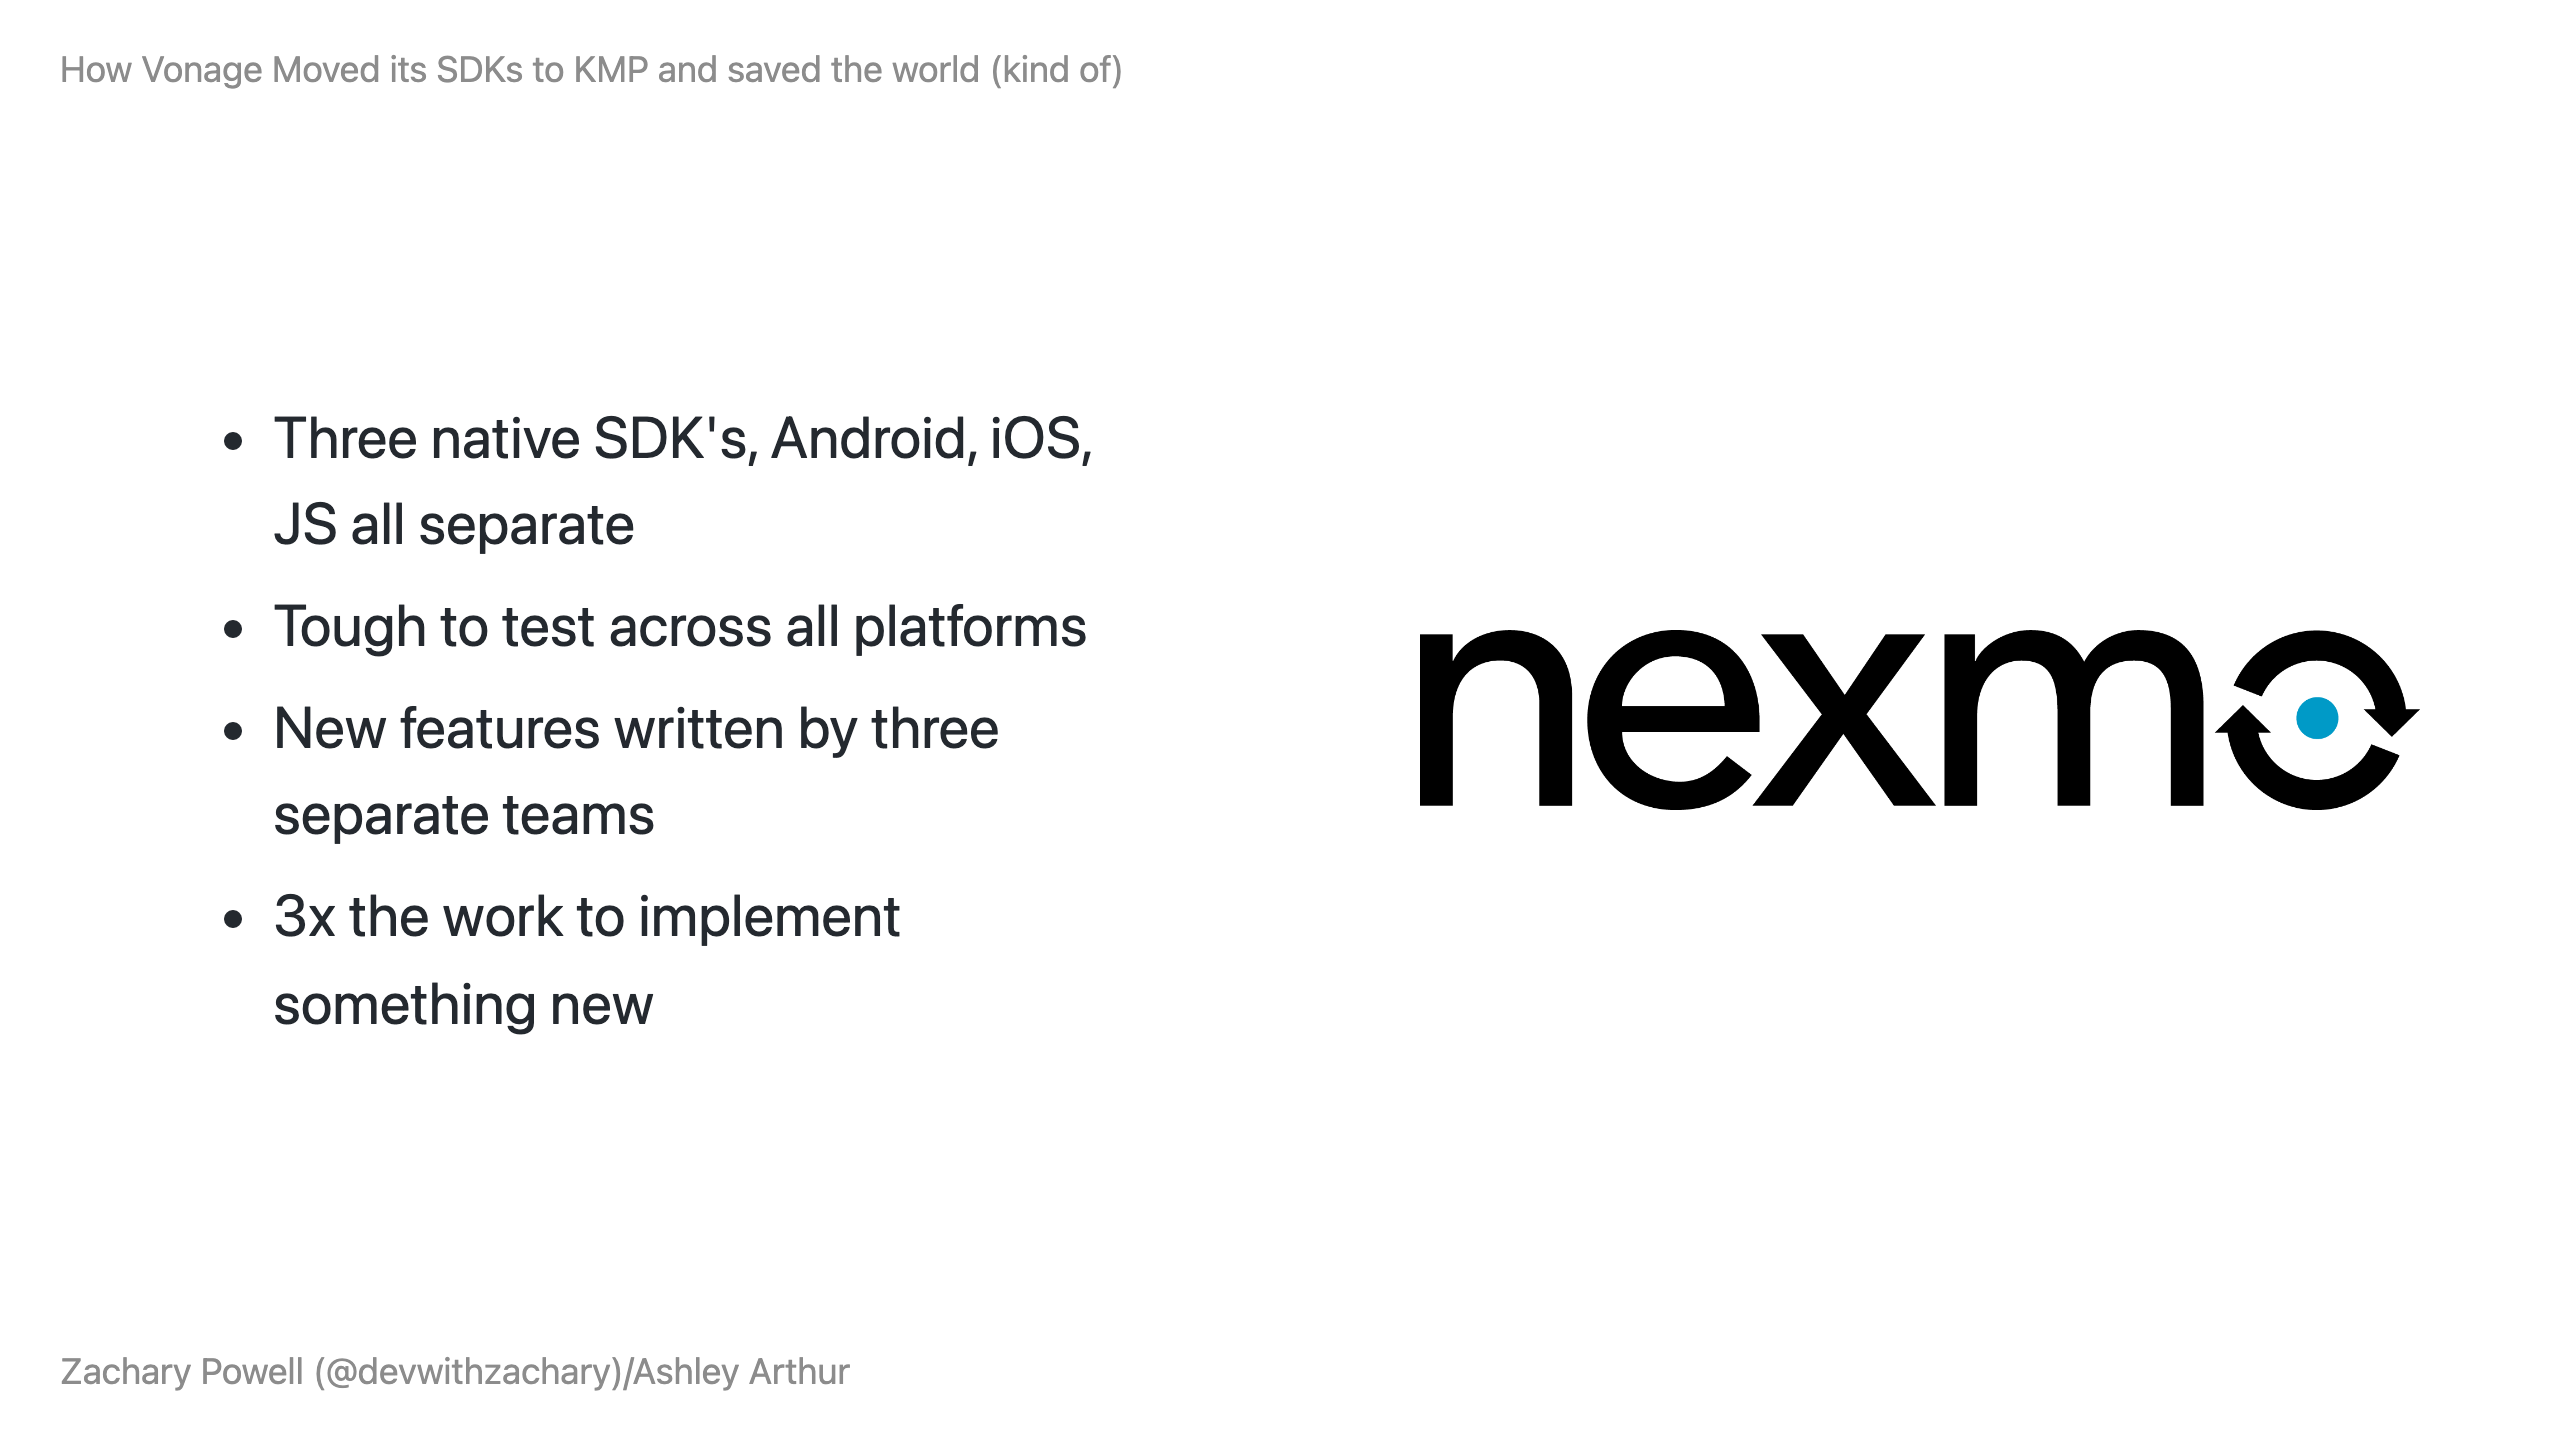 How Vonage Moved its SDKs to KMP and saved the world (kind of)
• Three native SDK's, Android, iOS,
JS all separate
• Tough to test across all platforms
• New features written by three
separate teams
• 3x the work to implement
something new
nexmo
Zachary Powell (@devwithzachary)/Ashley Arthur